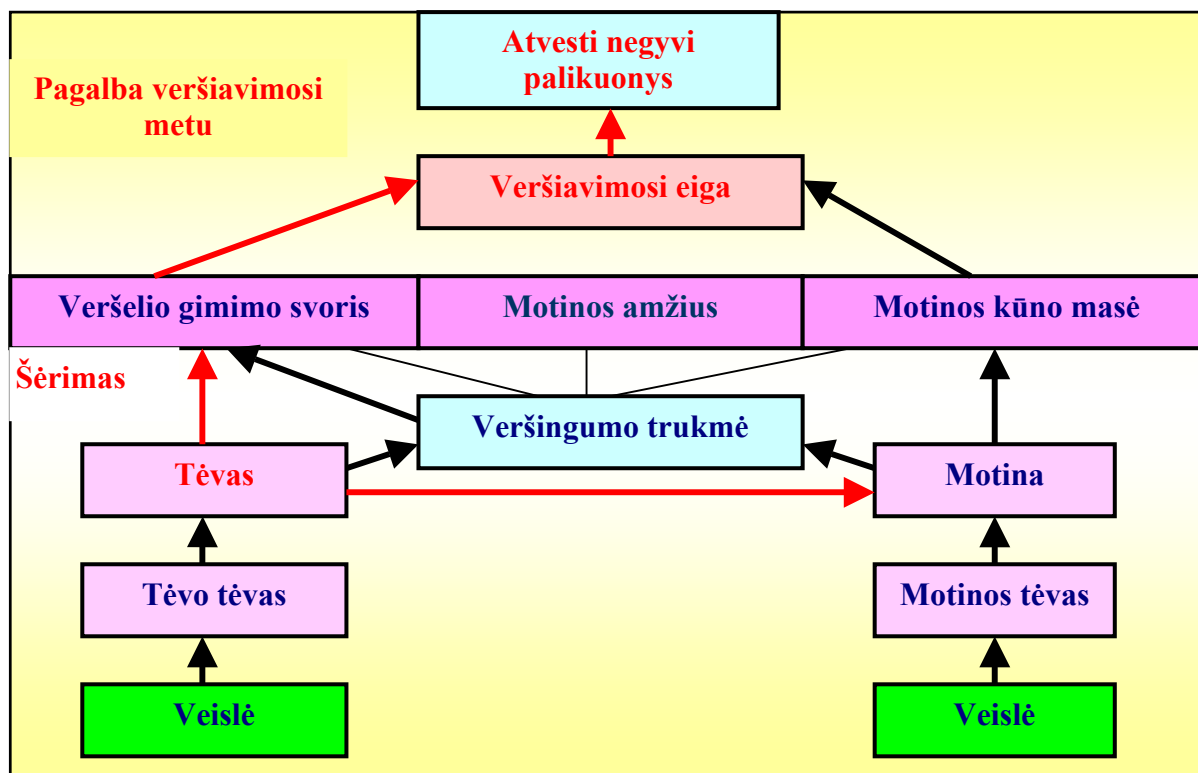 Atvesti negyvi
palikuonys
Pagalba veršiavimosi
metu
Veršiavimosi eiga
Veršelio gimimo svoris
Motinos amžius
Motinos kūno masė
Šėrimas
Veršingumo trukmė
Tėvas
Motina
Tėvo tėvas
Motinos tėvas
Veislė
Veislė